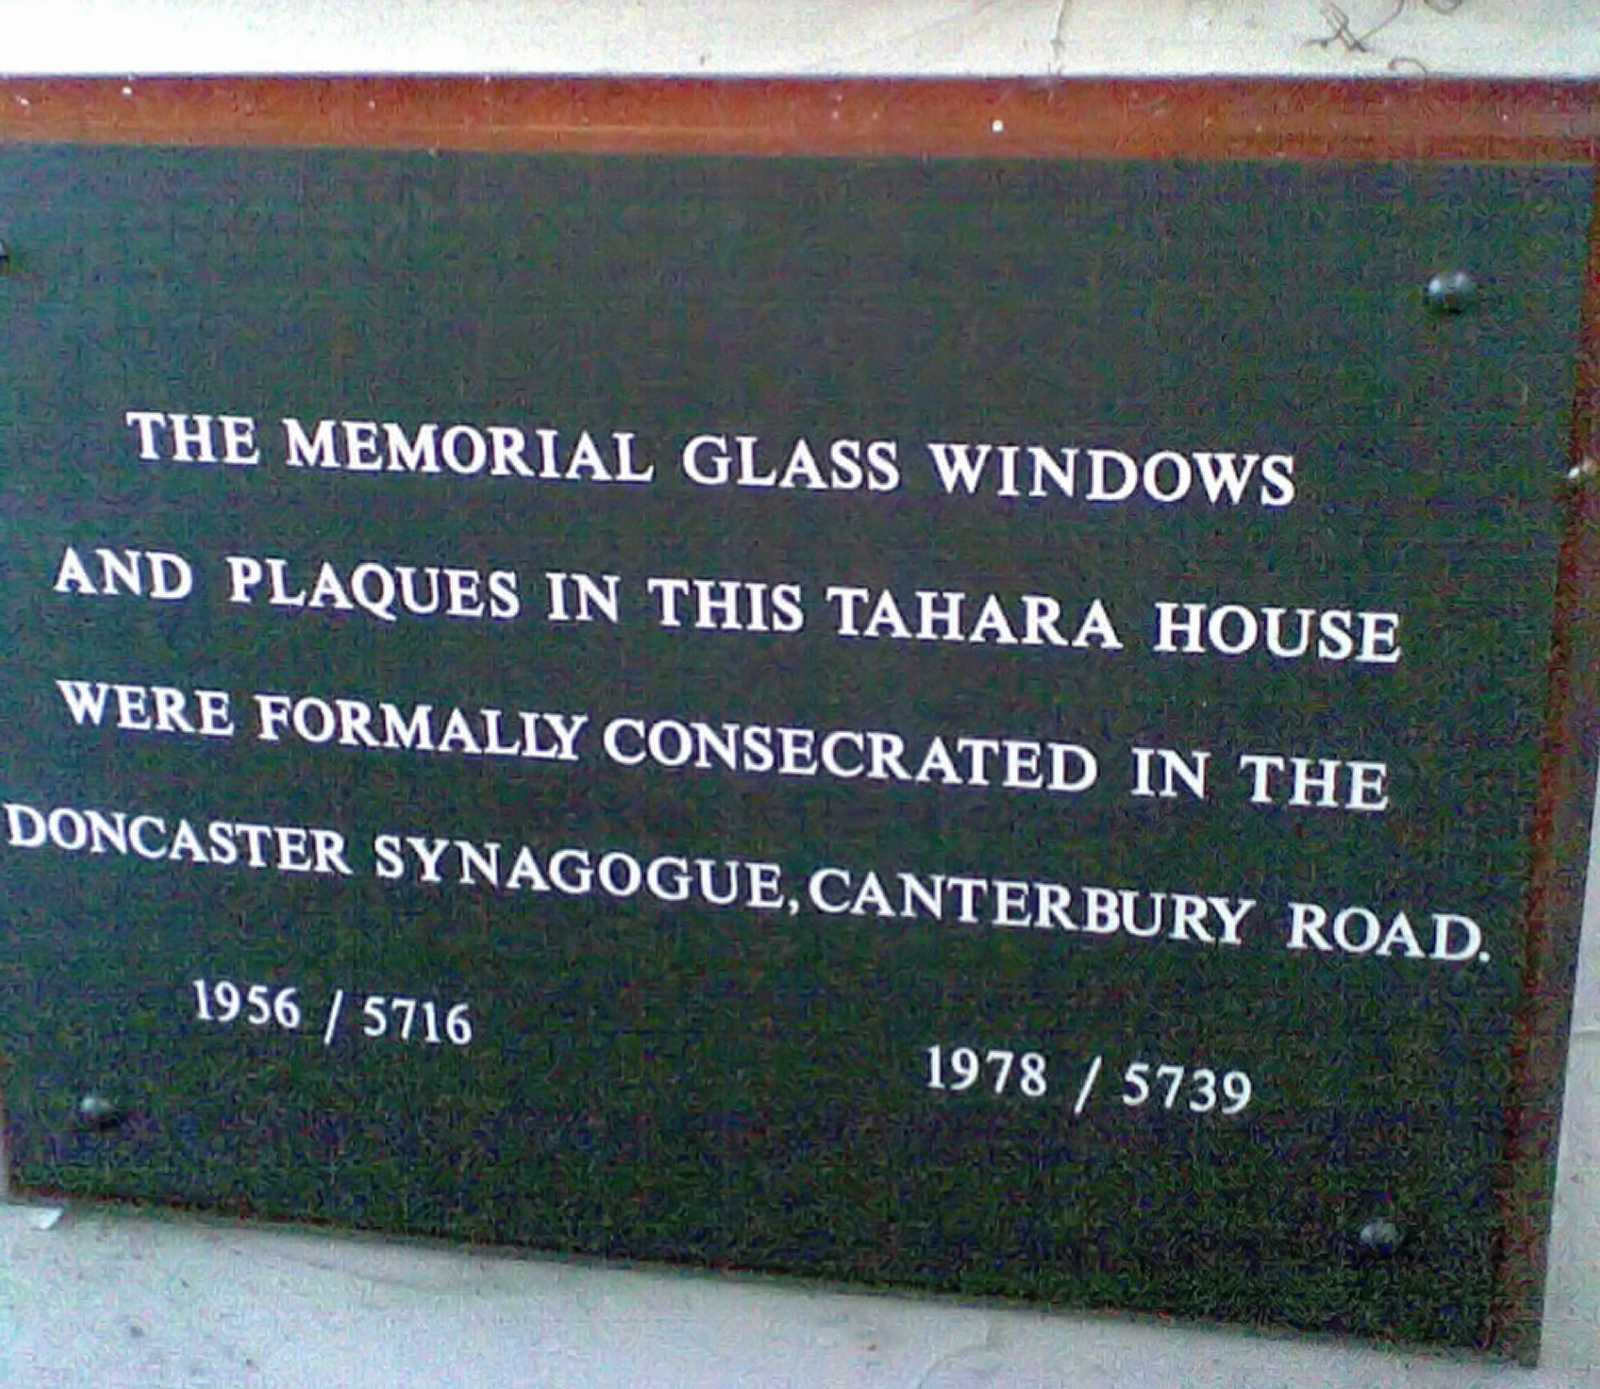 THE MEMORIAL GLASS WINDOWS
AND PLAQUES IN THIS TAHARA HOUSE
WERE FORMALLY CONSECRATED IN THE
DONCASTER SYNAGOGUE, CANTERBURY ROAD.
1956 / 5716 1978 / 5739